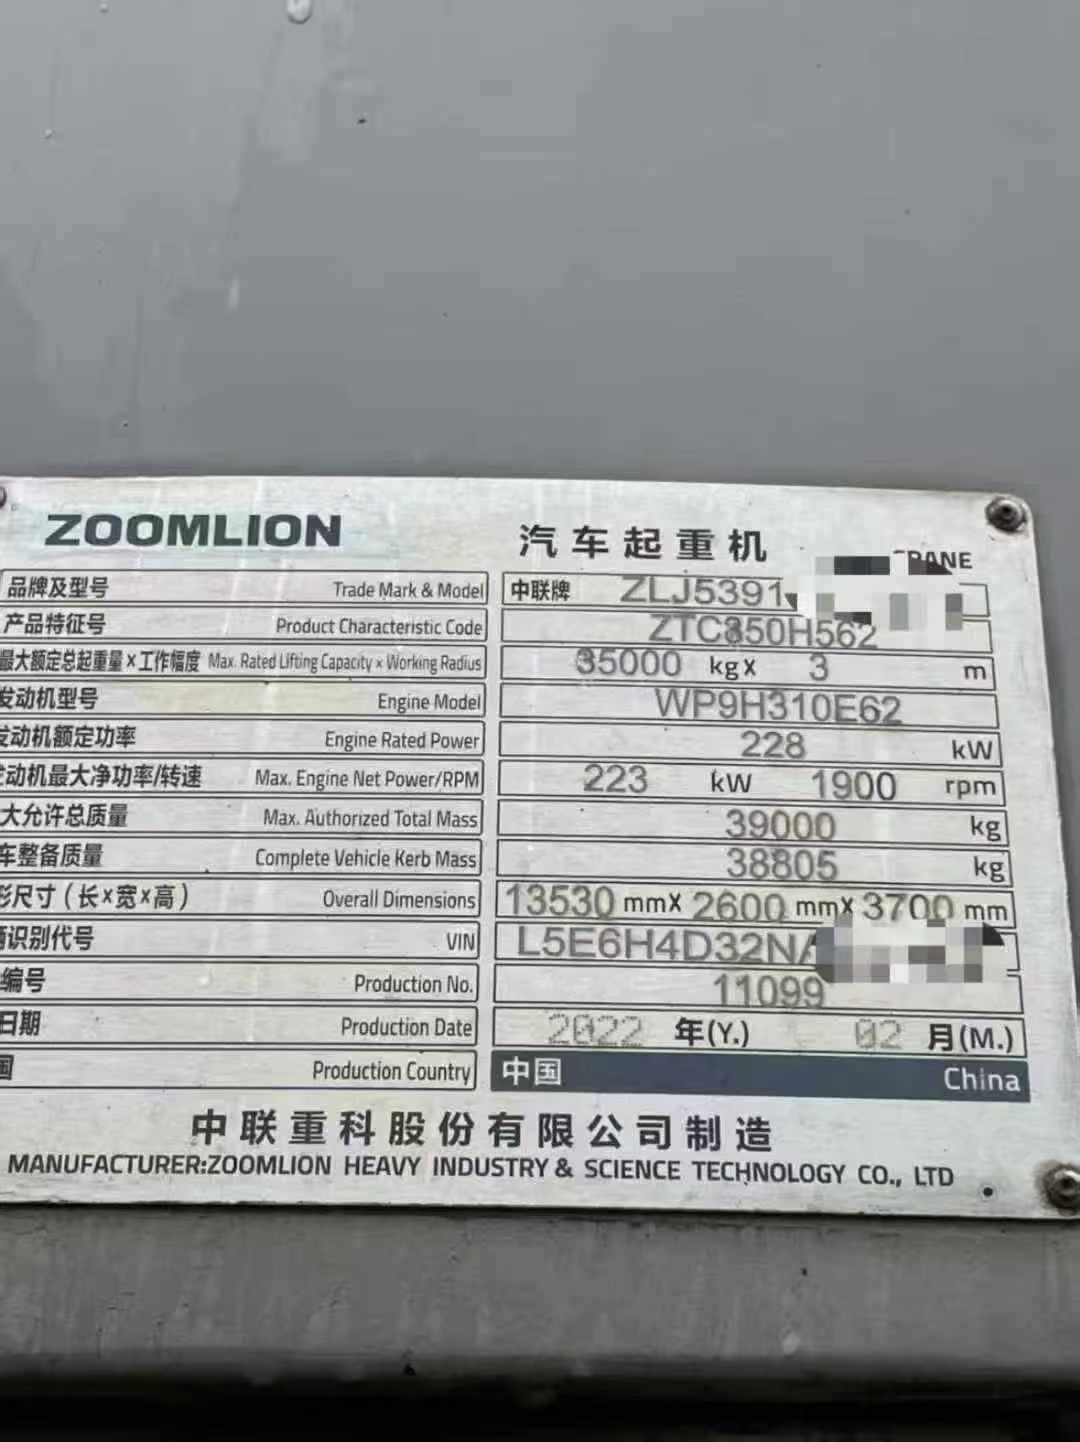 ZOOMLION 汽车起重机
品牌及型号 Trade Mark & Model 中联牌 ZLJ5391
产品特征号 Product Characteristic Code ZTC350H562
最大额定总起重量×工作幅度 Max. Rated Lifting Capacity × Working Radius 35000 kg× 3 m
发动机型号 Engine Model WP9H310E62
发动机额定功率 Engine Rated Power 228 kW
发动机最大净功率/转速 Max. Engine Net Power/RPM 223 kW 1900 rpm
大允许总质量 Max. Authorized Total Mass 39000 kg
车整备质量 Complete Vehicle Kerb Mass 38805 kg
形尺寸(长×宽×高) Overall Dimensions 13530 mm× 2600 mm× 3700 mm
辆识别代号 VIN L5E6H4D32NA
编号 Production No. 11099
日期 Production Date 2022 年(Y.) 02 月(M.)
国 Production Country 中国 China
中联重科股份有限公司制造
MANUFACTURER:ZOOMLION HEAVY INDUSTRY & SCIENCE TECHNOLOGY CO., LTD